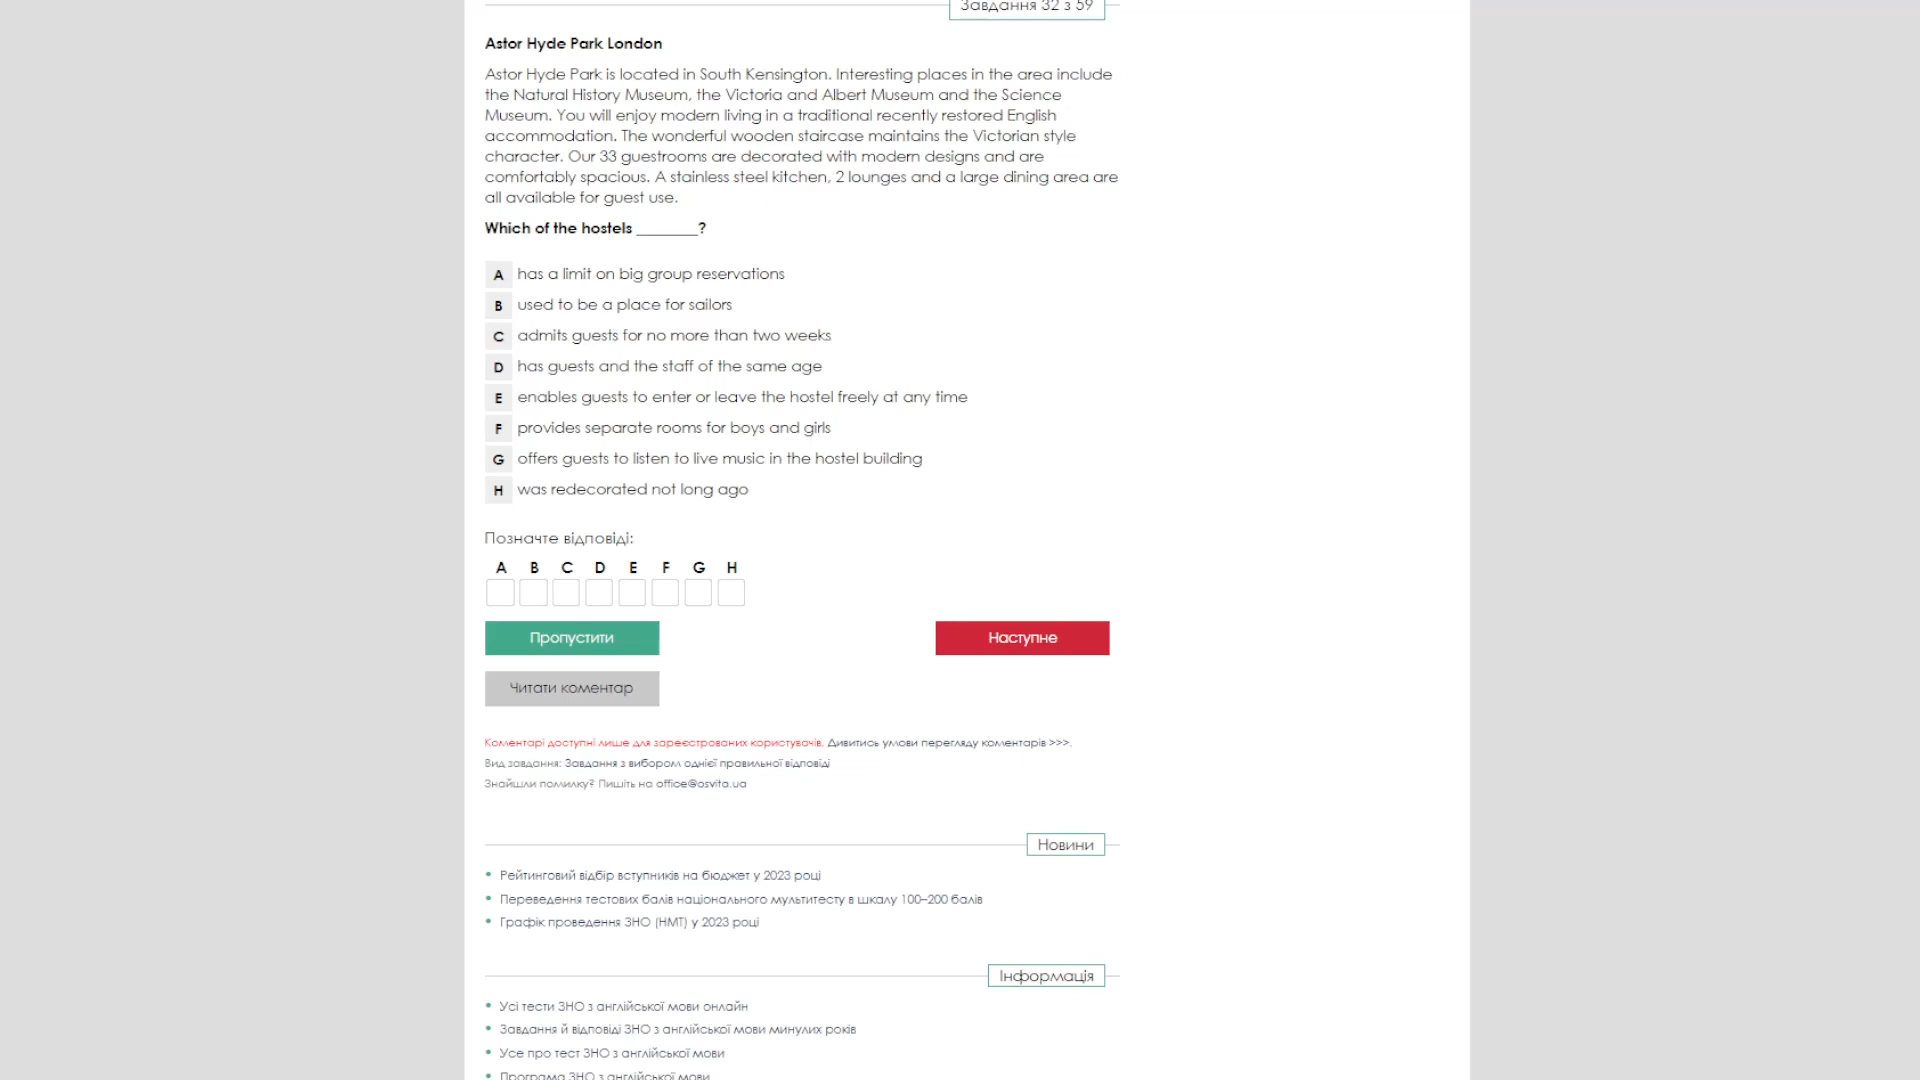 Завдання 32 з 59
Astor Hyde Park London
Astor Hyde Park is located in South Kensington. Interesting places in the area include
the Natural History Museum, the Victoria and Albert Museum and the Science
Museum. You will enjoy modern living in a traditional recently restored English
accommodation. The wonderful wooden staircase maintains the Victorian style
character. Our 33 guestrooms are decorated with modern designs and are
comfortably spacious. A stainless steel kitchen, 2 lounges and a large dining area are
all available for guest use.
Which of the hostels ________?
A has a limit on big group reservations
B used to be a place for sailors
C admits guests for no more than two weeks
D has guests and the staff of the same age
E enables guests to enter or leave the hostel freely at any time
F provides separate rooms for boys and girls
G offers guests to listen to live music in the hostel building
H was redecorated not long ago
Позначте відповіді:
A B C D E F G H
Пропустити Наступне
Читати коментар
Коментарі доступні лише для зареєстрованих користувачів. Дивитись умови перегляду коментарів >>>.
Вид завдання: Завдання з вибором однієї правильної відповіді
Знайшли помилку? Пишіть на office@osvita.ua
Новини
• Рейтинговий відбір вступників на бюджет у 2023 році
• Переведення тестових балів національного мультитесту в шкалу 100–200 балів
• Графік проведення ЗНО (НМТ) у 2023 році
Інформація
• Усі тести ЗНО з англійської мови онлайн
• Завдання й відповіді ЗНО з англійської мови минулих років
• Усе про тест ЗНО з англійської мови
• Програма ЗНО з англійської мови